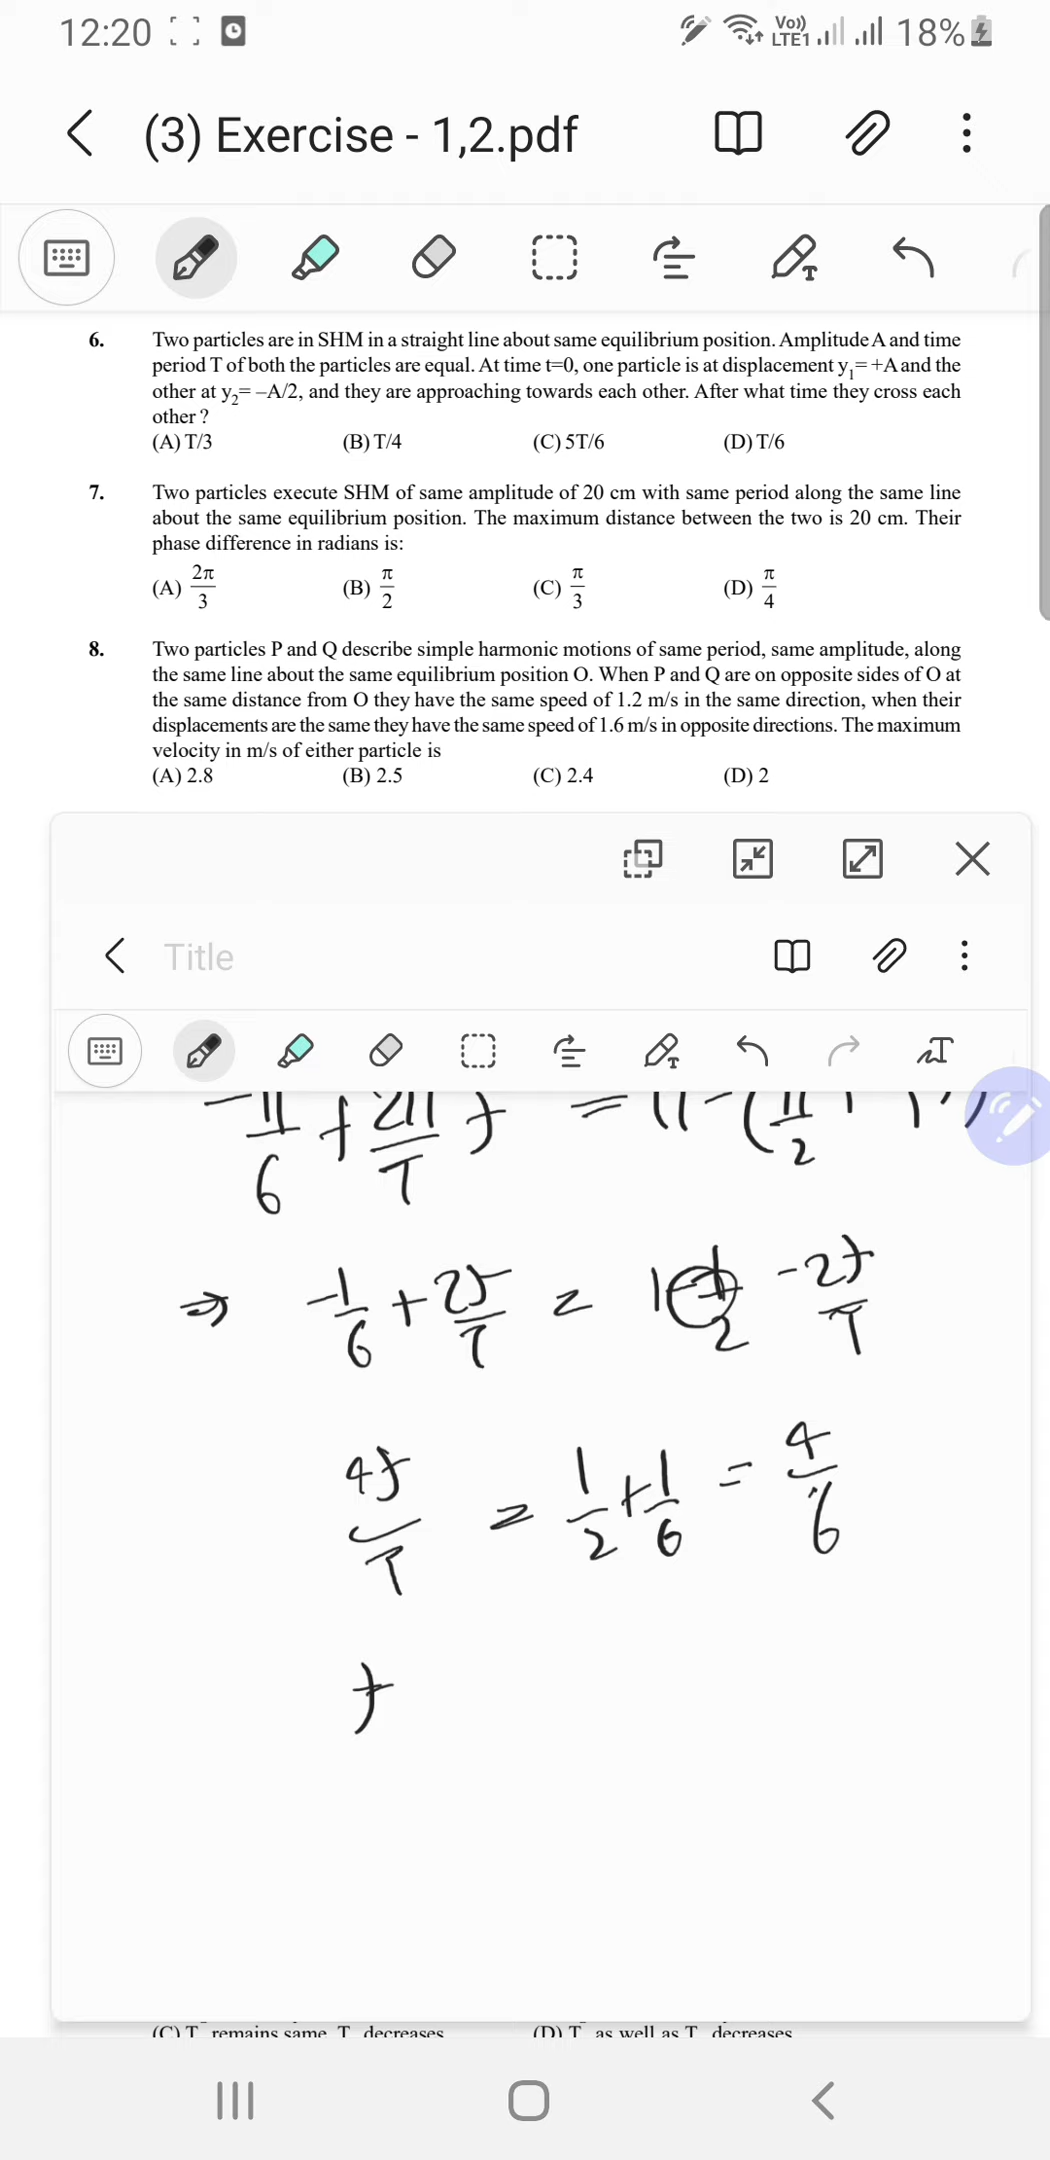 12:20 Vo)) LTE1 18%
(3) Exercise - 1,2.pdf
6. Two particles are in SHM in a straight line about same equilibrium position. Amplitude A and time
period T of both the particles are equal. At time t=0, one particle is at displacement y₁= +A and the
other at y₂= –A/2, and they are approaching towards each other. After what time they cross each
other ?
(A) T/3 (B) T/4 (C) 5T/6 (D) T/6
7. Two particles execute SHM of same amplitude of 20 cm with same period along the same line
about the same equilibrium position. The maximum distance between the two is 20 cm. Their
phase difference in radians is:
(A) 2π/3 (B) π/2 (C) π/3 (D) π/4
8. Two particles P and Q describe simple harmonic motions of same period, same amplitude, along
the same line about the same equilibrium position O. When P and Q are on opposite sides of O at
the same distance from O they have the same speed of 1.2 m/s in the same direction, when their
displacements are the same they have the same speed of 1.6 m/s in opposite directions. The maximum
velocity in m/s of either particle is
(A) 2.8 (B) 2.5 (C) 2.4 (D) 2
Title
-π/6 + 2π/T t = π - (π/2
⇒ -1/6 + 2t/T = 1 - 1/2 - 2t/T
4t/T = 1/2 + 1/6 = 4/6
t
(C) T remains same, T decreases (D) T as well as T decreases